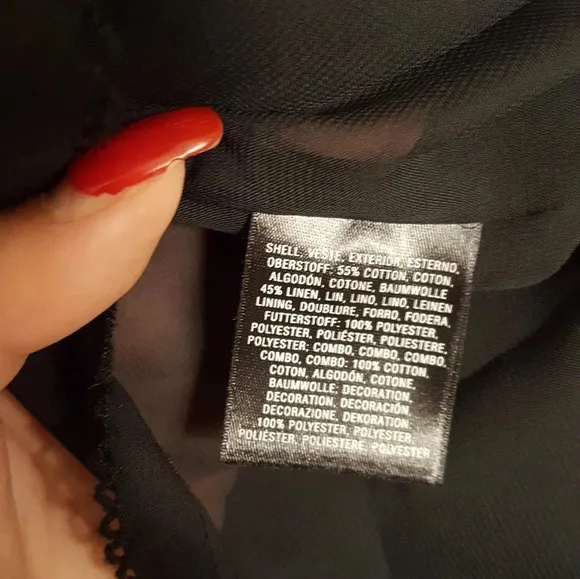 SHELL, VESTE, EXTERIOR, ESTERNO,
OBERSTOFF: 55% COTTON, COTON,
ALGODÓN, COTONE, BAUMWOLLE
45% LINEN, LIN, LINO, LINO, LEINEN
LINING, DOUBLURE, FORRO, FODERA,
FUTTERSTOFF: 100% POLYESTER,
POLYESTER, POLIÉSTER, POLIESTERE,
POLYESTER; COMBO, COMBO, COMBO,
COMBO, COMBO: 100% COTTON,
COTON, ALGODÓN, COTONE,
BAUMWOLLE; DECORATION,
DECORATION, DECORACIÓN,
DECORAZIONE, DEKORATION
100% POLYESTER, POLYESTER,
POLIÉSTER, POLIESTERE, POLYESTER